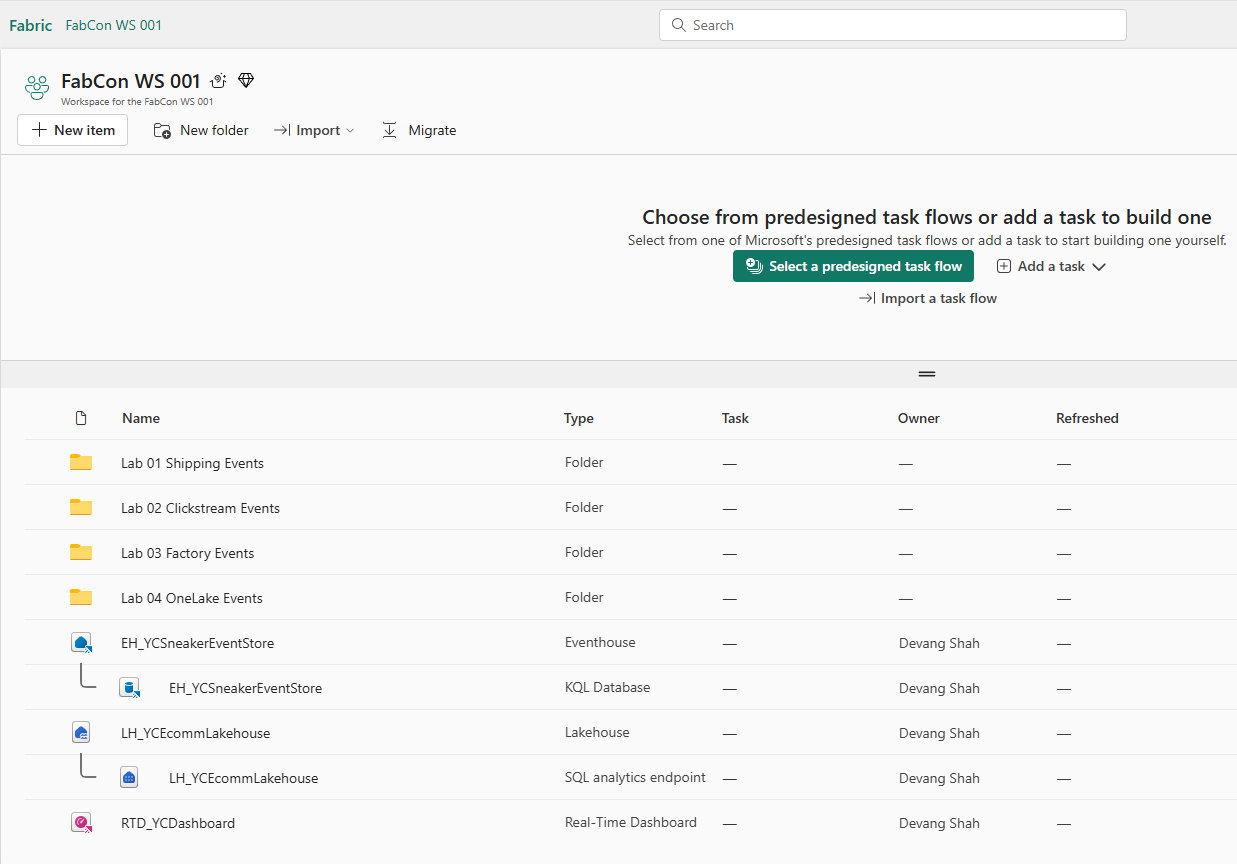 Fabric FabCon WS 001 Search
FabCon WS 001
Workspace for the FabCon WS 001
New item New folder Import Migrate
Choose from predesigned task flows or add a task to build one
Select from one of Microsoft's predesigned task flows or add a task to start building one yourself.
Select a predesigned task flow Add a task
Import a task flow
Name Type Task Owner Refreshed
Lab 01 Shipping Events Folder — — —
Lab 02 Clickstream Events Folder — — —
Lab 03 Factory Events Folder — — —
Lab 04 OneLake Events Folder — — —
EH_YCSneakerEventStore Eventhouse — Devang Shah —
EH_YCSneakerEventStore KQL Database — Devang Shah —
LH_YCEcommLakehouse Lakehouse — Devang Shah —
LH_YCEcommLakehouse SQL analytics endpoint — Devang Shah —
RTD_YCDashboard Real-Time Dashboard — Devang Shah —